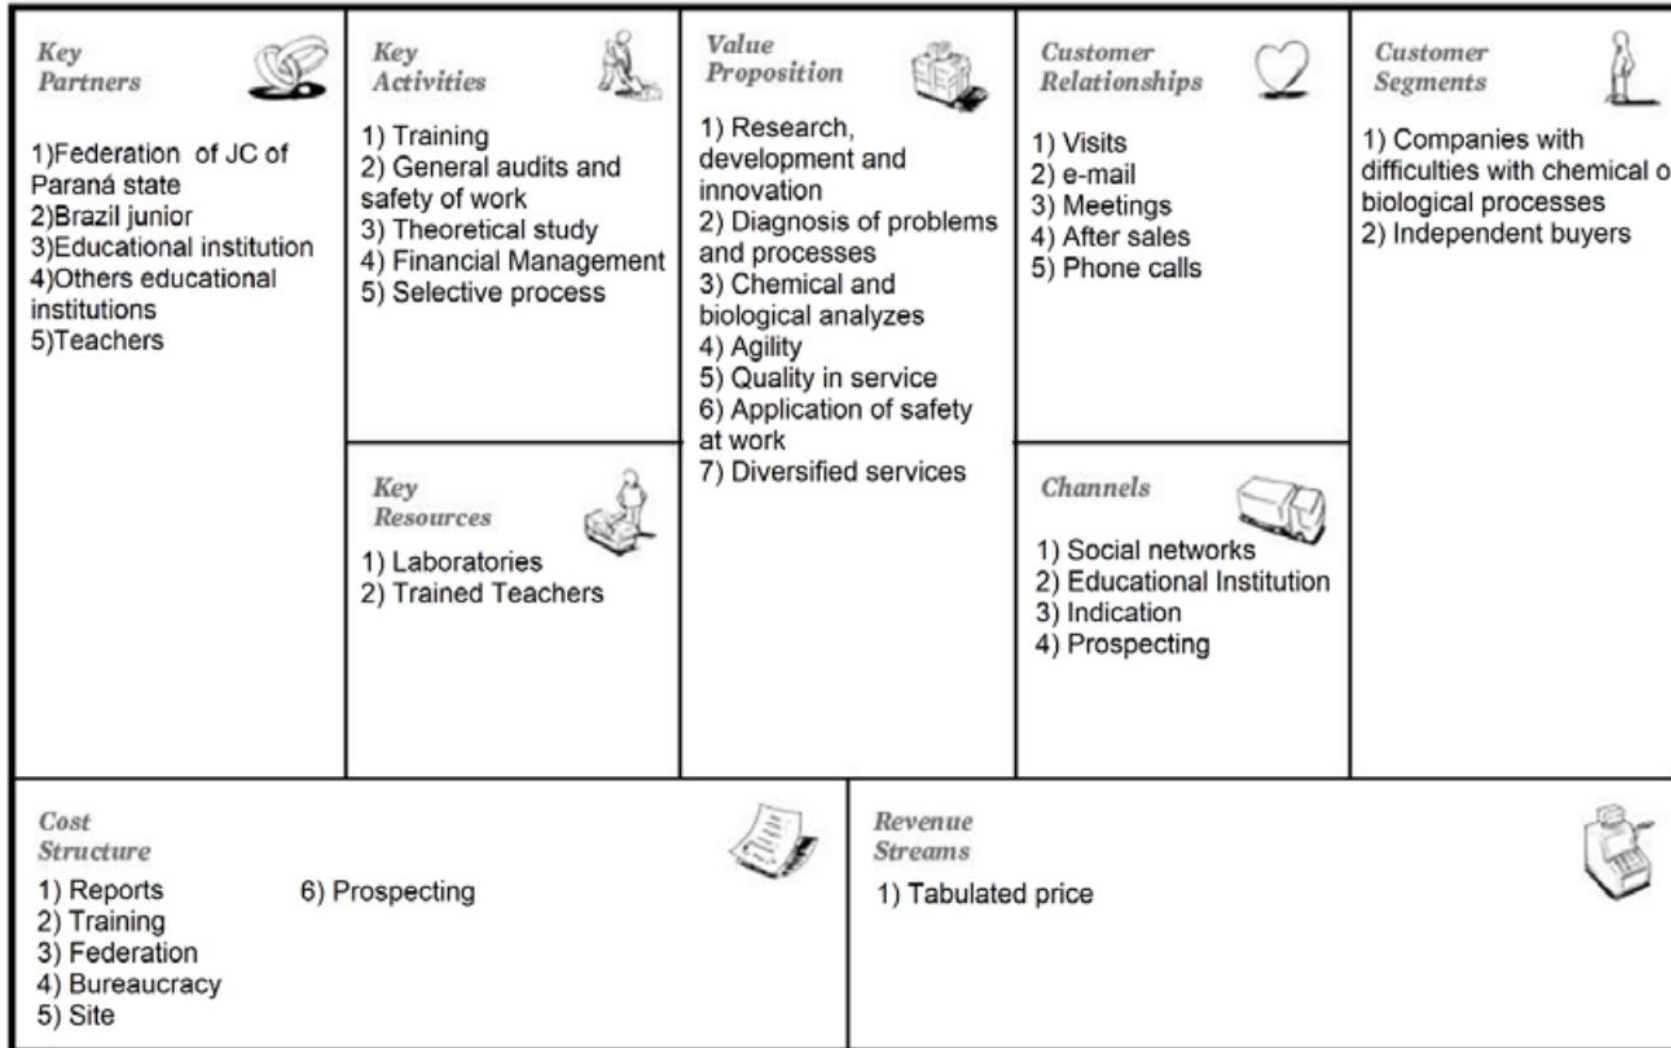 Key
Partners
1)Federation of JC of
Paraná state
2)Brazil junior
3)Educational institution
4)Others educational
institutions
5)Teachers
Key
Activities
1) Training
2) General audits and
safety of work
3) Theoretical study
4) Financial Management
5) Selective process
Key
Resources
1) Laboratories
2) Trained Teachers
Value
Proposition
1) Research,
development and
innovation
2) Diagnosis of problems
and processes
3) Chemical and
biological analyzes
4) Agility
5) Quality in service
6) Application of safety
at work
7) Diversified services
Customer
Relationships
1) Visits
2) e-mail
3) Meetings
4) After sales
5) Phone calls
Channels
1) Social networks
2) Educational Institution
3) Indication
4) Prospecting
Customer
Segments
1) Companies with
difficulties with chemical o
biological processes
2) Independent buyers
Cost
Structure
1) Reports
2) Training
3) Federation
4) Bureaucracy
5) Site
6) Prospecting
Revenue
Streams
1) Tabulated price